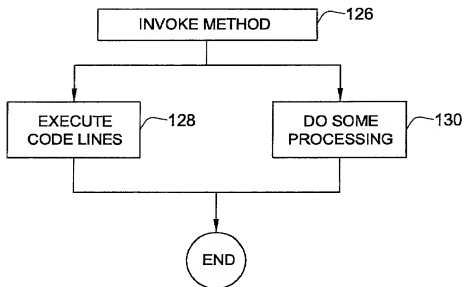 INVOKE METHOD
126
EXECUTE
CODE LINES
128
DO SOME
PROCESSING
130
END